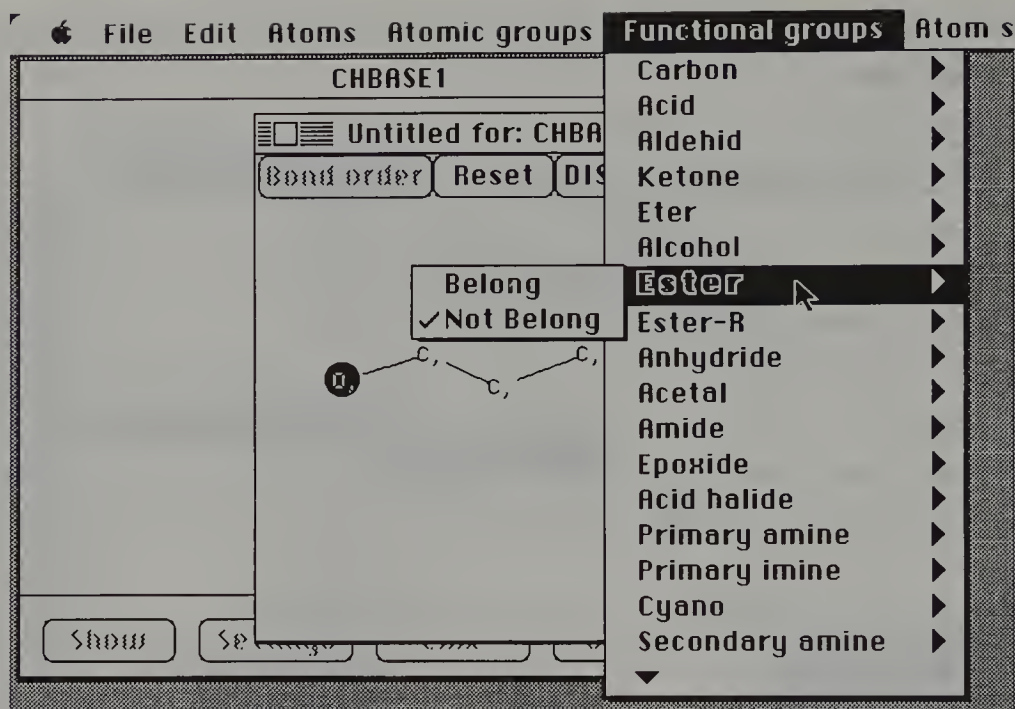 File Edit Atoms Atomic groups Functional groups Atom s
CHBASE1
Untitled for: CHBA
Bond order Reset DIS
Carbon
Acid
Aldehid
Ketone
Eter
Alcohol
Ester
Belong
✓Not Belong
Ester-R
Anhydride
Acetal
Amide
Epoxide
Acid halide
Primary amine
Primary imine
Cyano
Secondary amine
C, C,
O, C,
Show Se